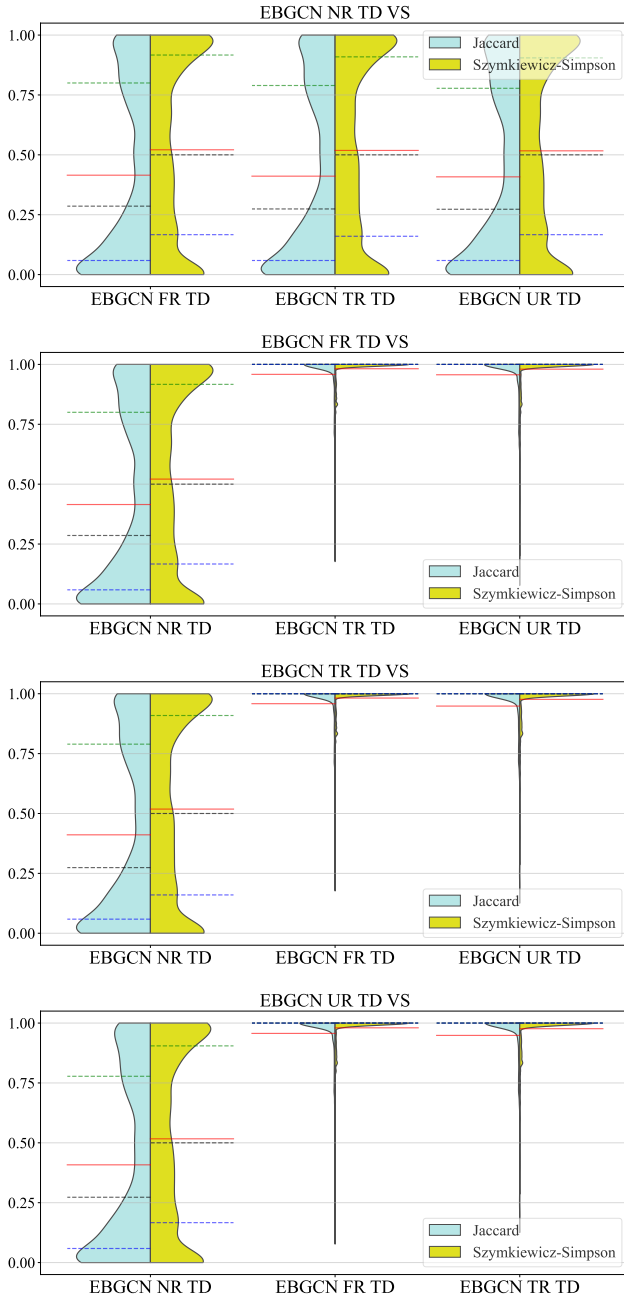 EBGCN NR TD VS
1.00
0.75
0.50
0.25
0.00
Jaccard
Szymkiewicz-Simpson
EBGCN FR TD
EBGCN TR TD
EBGCN UR TD
EBGCN FR TD VS
1.00
0.75
0.50
0.25
0.00
Jaccard
Szymkiewicz-Simpson
EBGCN NR TD
EBGCN TR TD
EBGCN UR TD
EBGCN TR TD VS
1.00
0.75
0.50
0.25
0.00
Jaccard
Szymkiewicz-Simpson
EBGCN NR TD
EBGCN FR TD
EBGCN UR TD
EBGCN UR TD VS
1.00
0.75
0.50
0.25
0.00
Jaccard
Szymkiewicz-Simpson
EBGCN NR TD
EBGCN FR TD
EBGCN TR TD